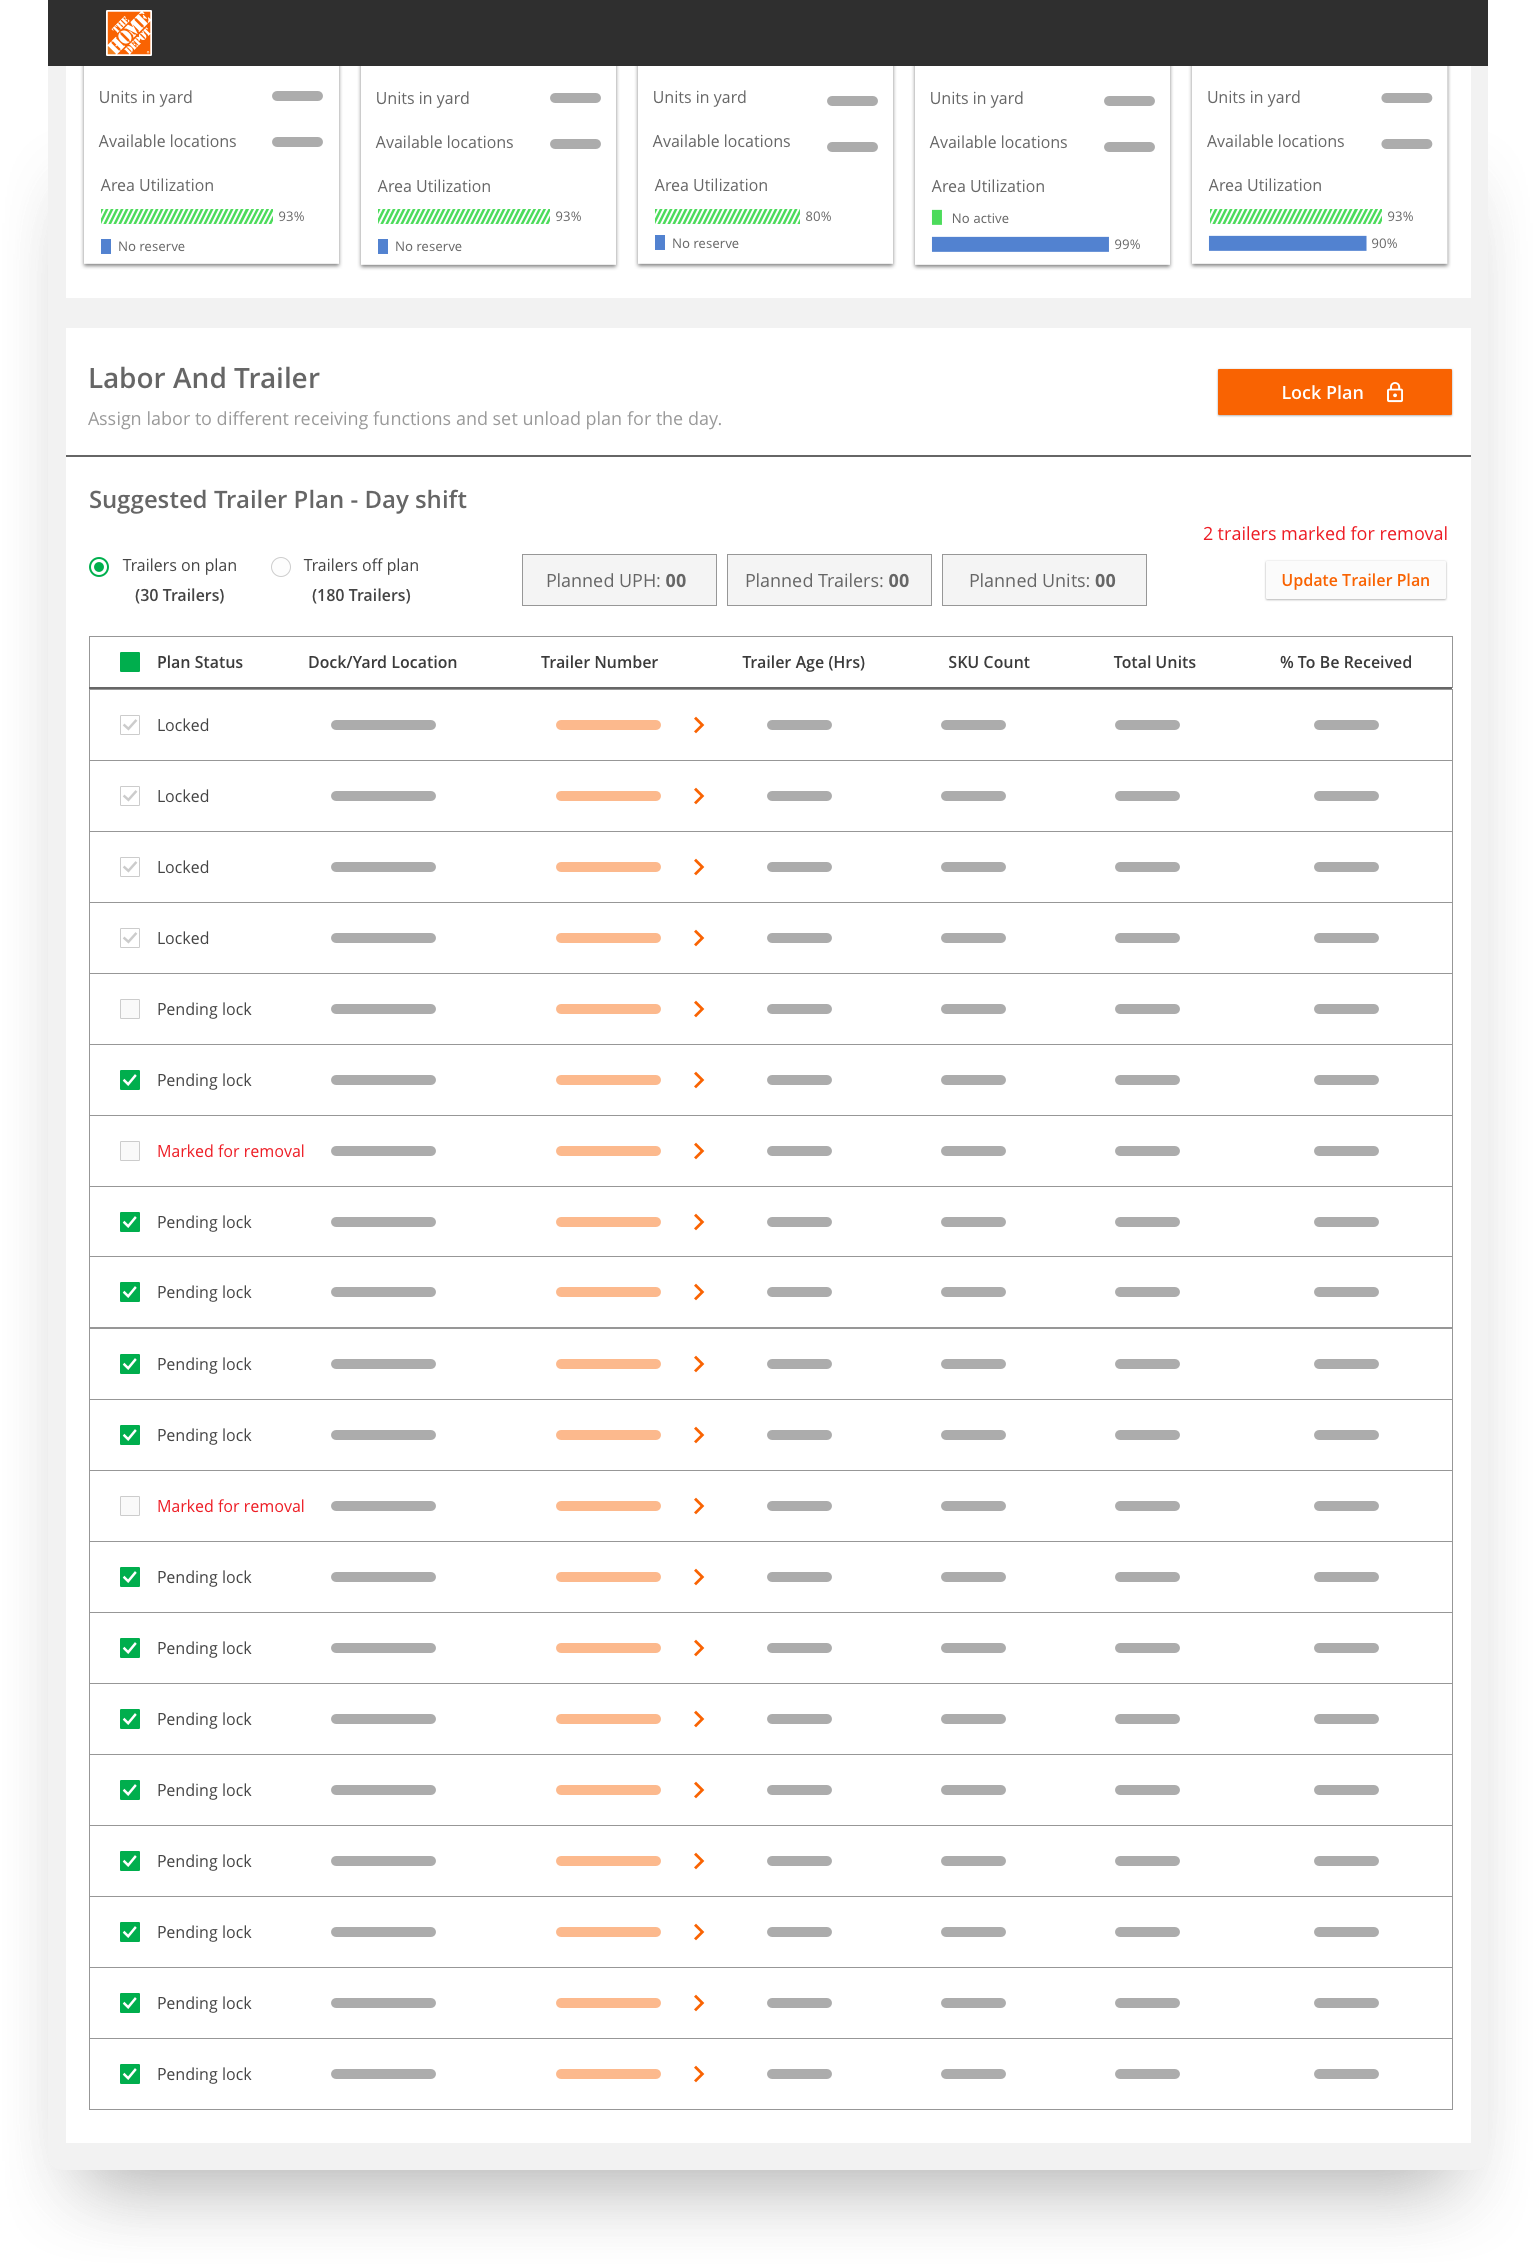 THE HOME DEPOT
Units in yard
Available locations
Area Utilization
93%
No reserve
Units in yard
Available locations
Area Utilization
93%
No reserve
Units in yard
Available locations
Area Utilization
80%
No reserve
Units in yard
Available locations
Area Utilization
No active
99%
Units in yard
Available locations
Area Utilization
93%
90%
Labor And Trailer
Assign labor to different receiving functions and set unload plan for the day.
Lock Plan
Suggested Trailer Plan - Day shift
2 trailers marked for removal
Trailers on plan
(30 Trailers)
Trailers off plan
(180 Trailers)
Planned UPH: 00
Planned Trailers: 00
Planned Units: 00
Update Trailer Plan
Plan Status Dock/Yard Location Trailer Number Trailer Age (Hrs) SKU Count Total Units % To Be Received
Locked
Locked
Locked
Locked
Pending lock
Pending lock
Marked for removal
Pending lock
Pending lock
Pending lock
Pending lock
Marked for removal
Pending lock
Pending lock
Pending lock
Pending lock
Pending lock
Pending lock
Pending lock
Pending lock